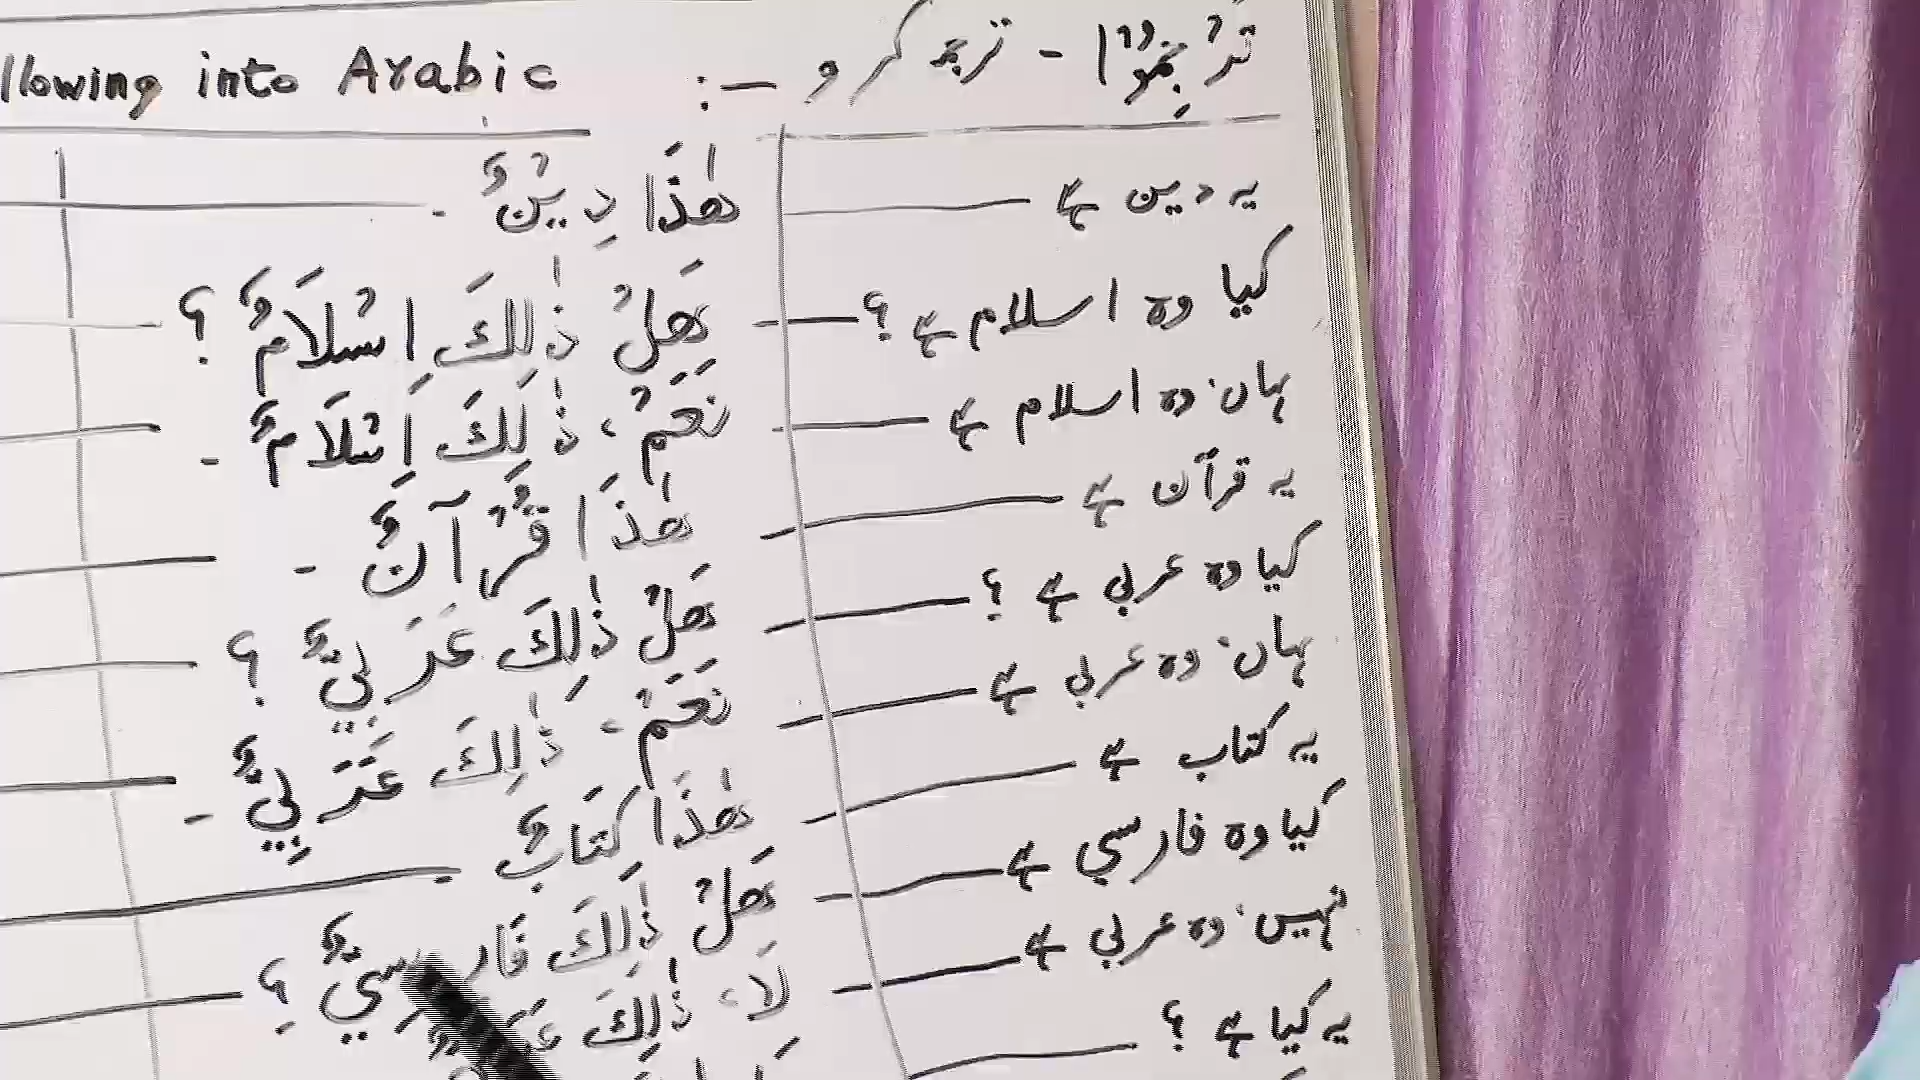 تَرْجِمُوْا - ترجمہ کرو :- llowing into Arabic
یہ دین ہے — هٰذَا دِيْنٌ -
کیا وہ اسلام ہے ؟ — هَلْ ذٰلِكَ اِسْلَامٌ ؟
ہاں، وہ اسلام ہے — نَعَمْ، ذٰلِكَ اِسْلَامٌ -
یہ قرآن ہے — هٰذَا قُرْآنٌ -
کیا وہ عربی ہے ؟ — هَلْ ذٰلِكَ عَرَبِيٌّ ؟
ہاں، وہ عربی ہے — نَعَمْ، ذٰلِكَ عَرَبِيٌّ -
یہ کتاب ہے — هٰذَا كِتَابٌ -
کیا وہ فارسی ہے — هَلْ ذٰلِكَ فَارِسِيٌّ ؟
نہیں، وہ عربی ہے — لَا، ذٰلِكَ
یہ کیا ہے ؟